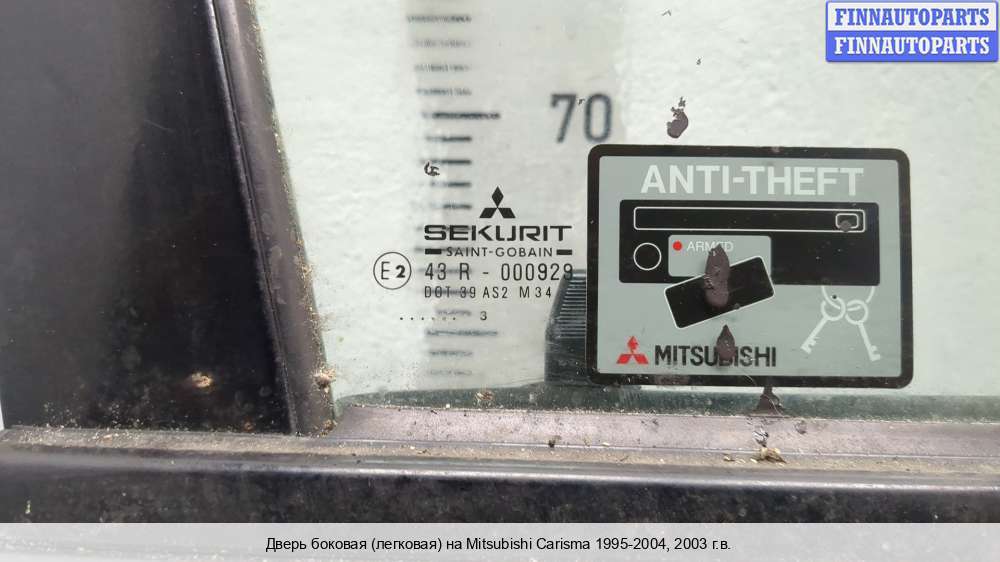 FINNAUTOPARTS
FINNAUTOPARTS
70
ANTI-THEFT
ARMED
SEKURIT
SAINT-GOBAIN
E2 43 R - 000929
DOT 39 AS2 M34
...... 3
MITSUBISHI
Дверь боковая (легковая) на Mitsubishi Carisma 1995-2004, 2003 г.в.